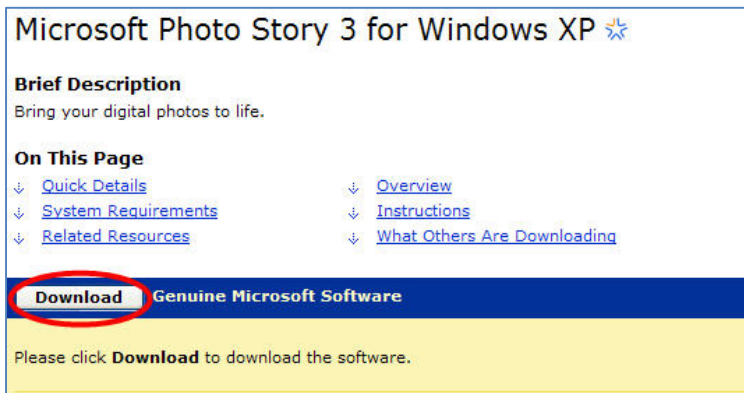 Microsoft Photo Story 3 for Windows XP
Brief Description
Bring your digital photos to life.
On This Page
Quick Details
Overview
System Requirements
Instructions
Related Resources
What Others Are Downloading
Download Genuine Microsoft Software
Please click Download to download the software.